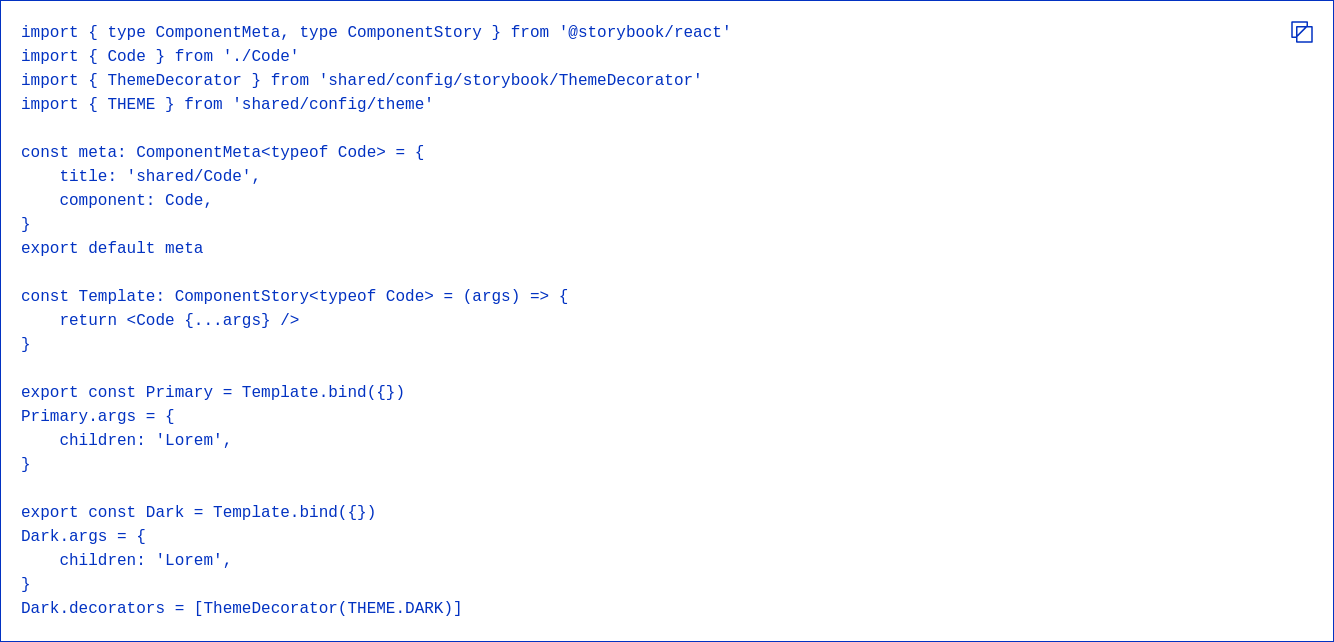 import { type ComponentMeta, type ComponentStory } from '@storybook/react'
import { Code } from './Code'
import { ThemeDecorator } from 'shared/config/storybook/ThemeDecorator'
import { THEME } from 'shared/config/theme'

const meta: ComponentMeta<typeof Code> = {
    title: 'shared/Code',
    component: Code,
}
export default meta

const Template: ComponentStory<typeof Code> = (args) => {
    return <Code {...args} />
}

export const Primary = Template.bind({})
Primary.args = {
    children: 'Lorem',
}

export const Dark = Template.bind({})
Dark.args = {
    children: 'Lorem',
}
Dark.decorators = [ThemeDecorator(THEME.DARK)]